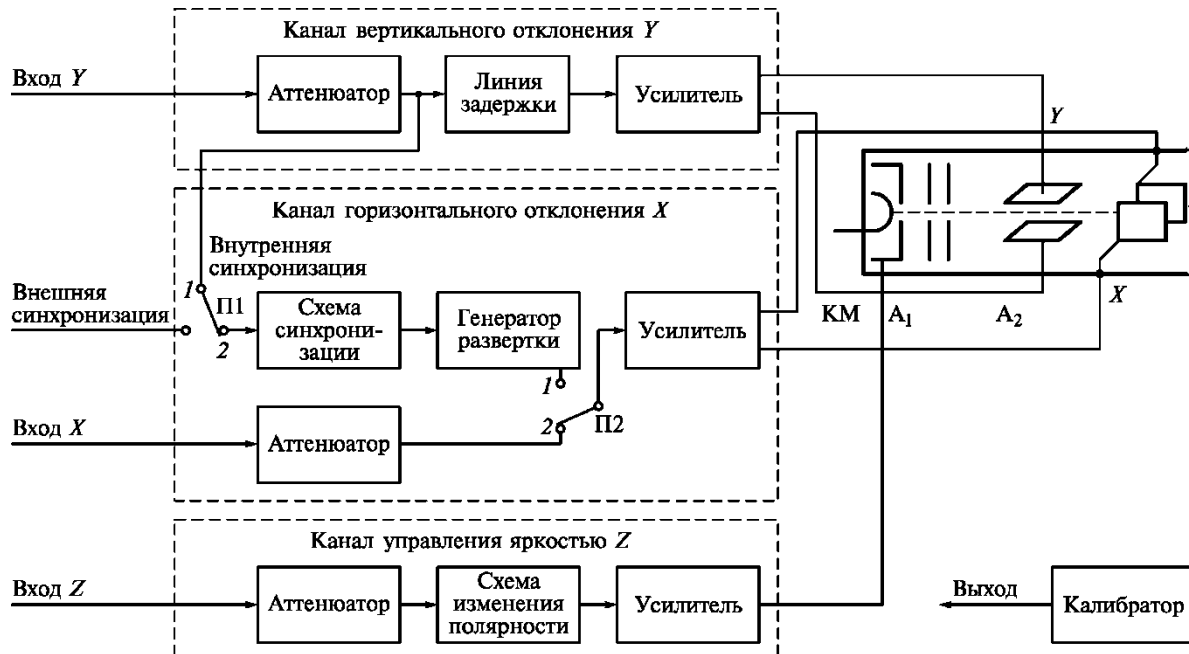 Канал вертикального отклонения Y
Вход Y
Аттенюатор
Линия
задержки
Усилитель
Y
Канал горизонтального отклонения X
Внутренняя
синхронизация
Внешняя
синхронизация
1
П1
2
Схема
синхрони-
зации
Генератор
развертки
Усилитель
КМ
А1
А2
X
1
2
П2
Вход X
Аттенюатор
Канал управления яркостью Z
Вход Z
Аттенюатор
Схема
изменения
полярности
Усилитель
Выход
Калибратор